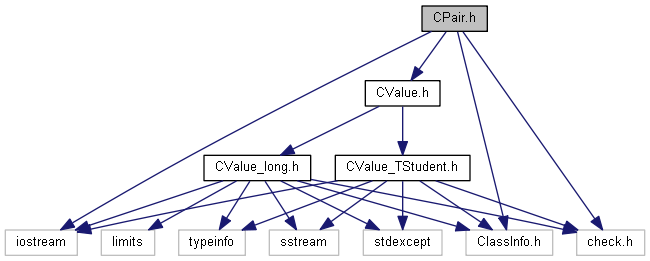 CPair.h
CValue.h
CValue_long.h
CValue_TStudent.h
iostream
limits
typeinfo
sstream
stdexcept
ClassInfo.h
check.h